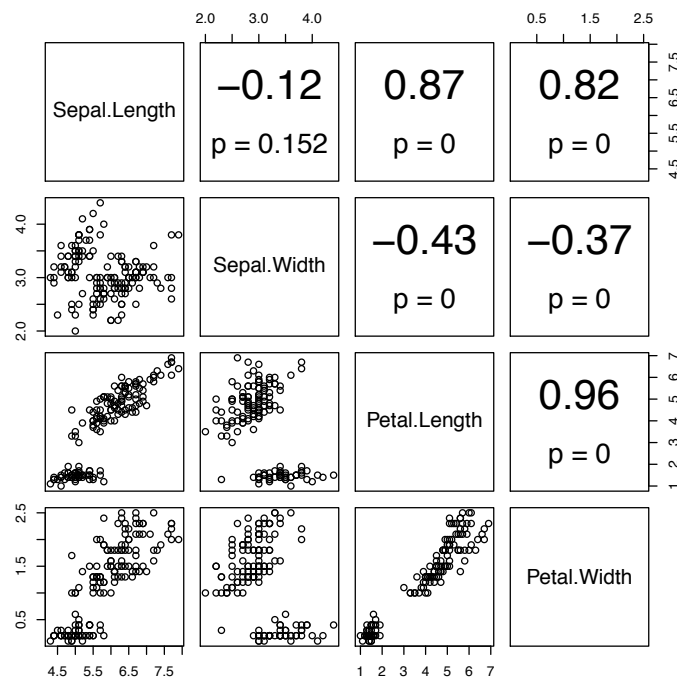 2.0 3.0 4.0
0.5 1.5 2.5
Sepal.Length
−0.12
p = 0.152
0.87
p = 0
0.82
p = 0
4.5 5.5 6.5 7.5
2.0 3.0 4.0
Sepal.Width
−0.43
p = 0
−0.37
p = 0
Petal.Length
0.96
p = 0
1 2 3 4 5 6 7
0.5 1.5 2.5
Petal.Width
4.5 5.5 6.5 7.5
1 2 3 4 5 6 7